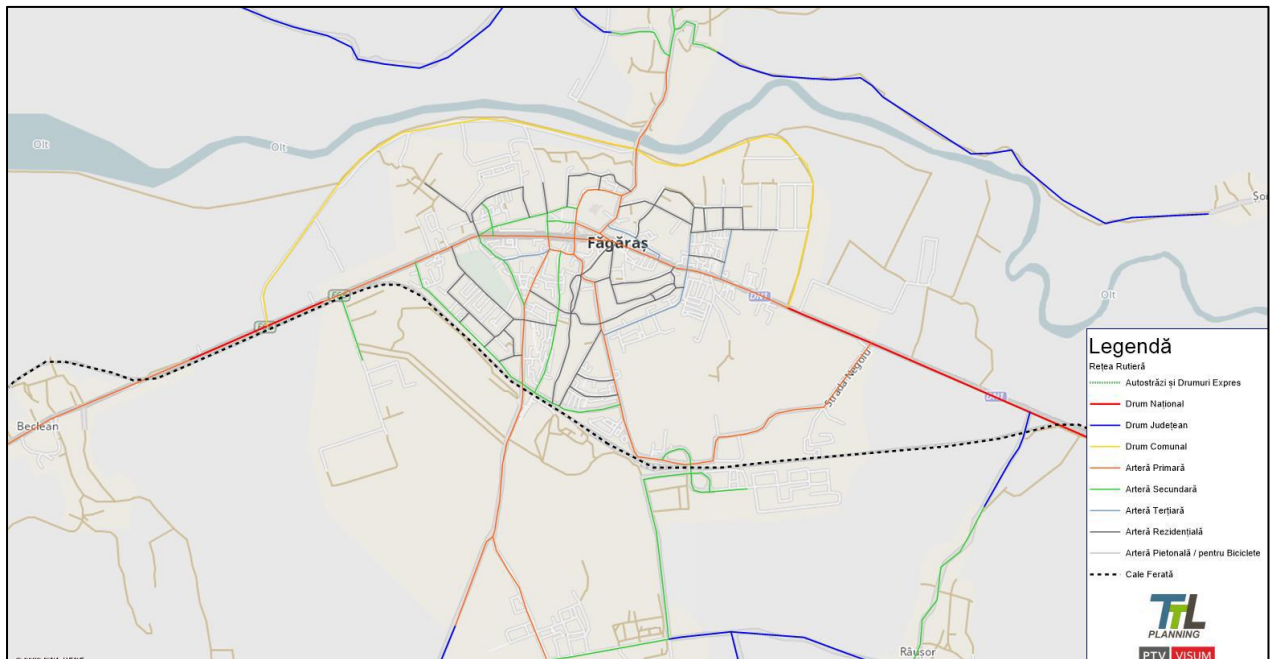 Olt
Olt
Șo
Făgăraș
DN1
Olt
Strada Negoiu
DN1
Beclean
Râușor
Legendă
Rețea Rutieră
Autostrăzi și Drumuri Expres
Drum Național
Drum Județean
Drum Comunal
Arteră Primară
Arteră Secundară
Arteră Terțiară
Arteră Rezidențială
Arteră Pietonală / pentru Biciclete
Cale Ferată
TTL
PLANNING
PTV VISUM